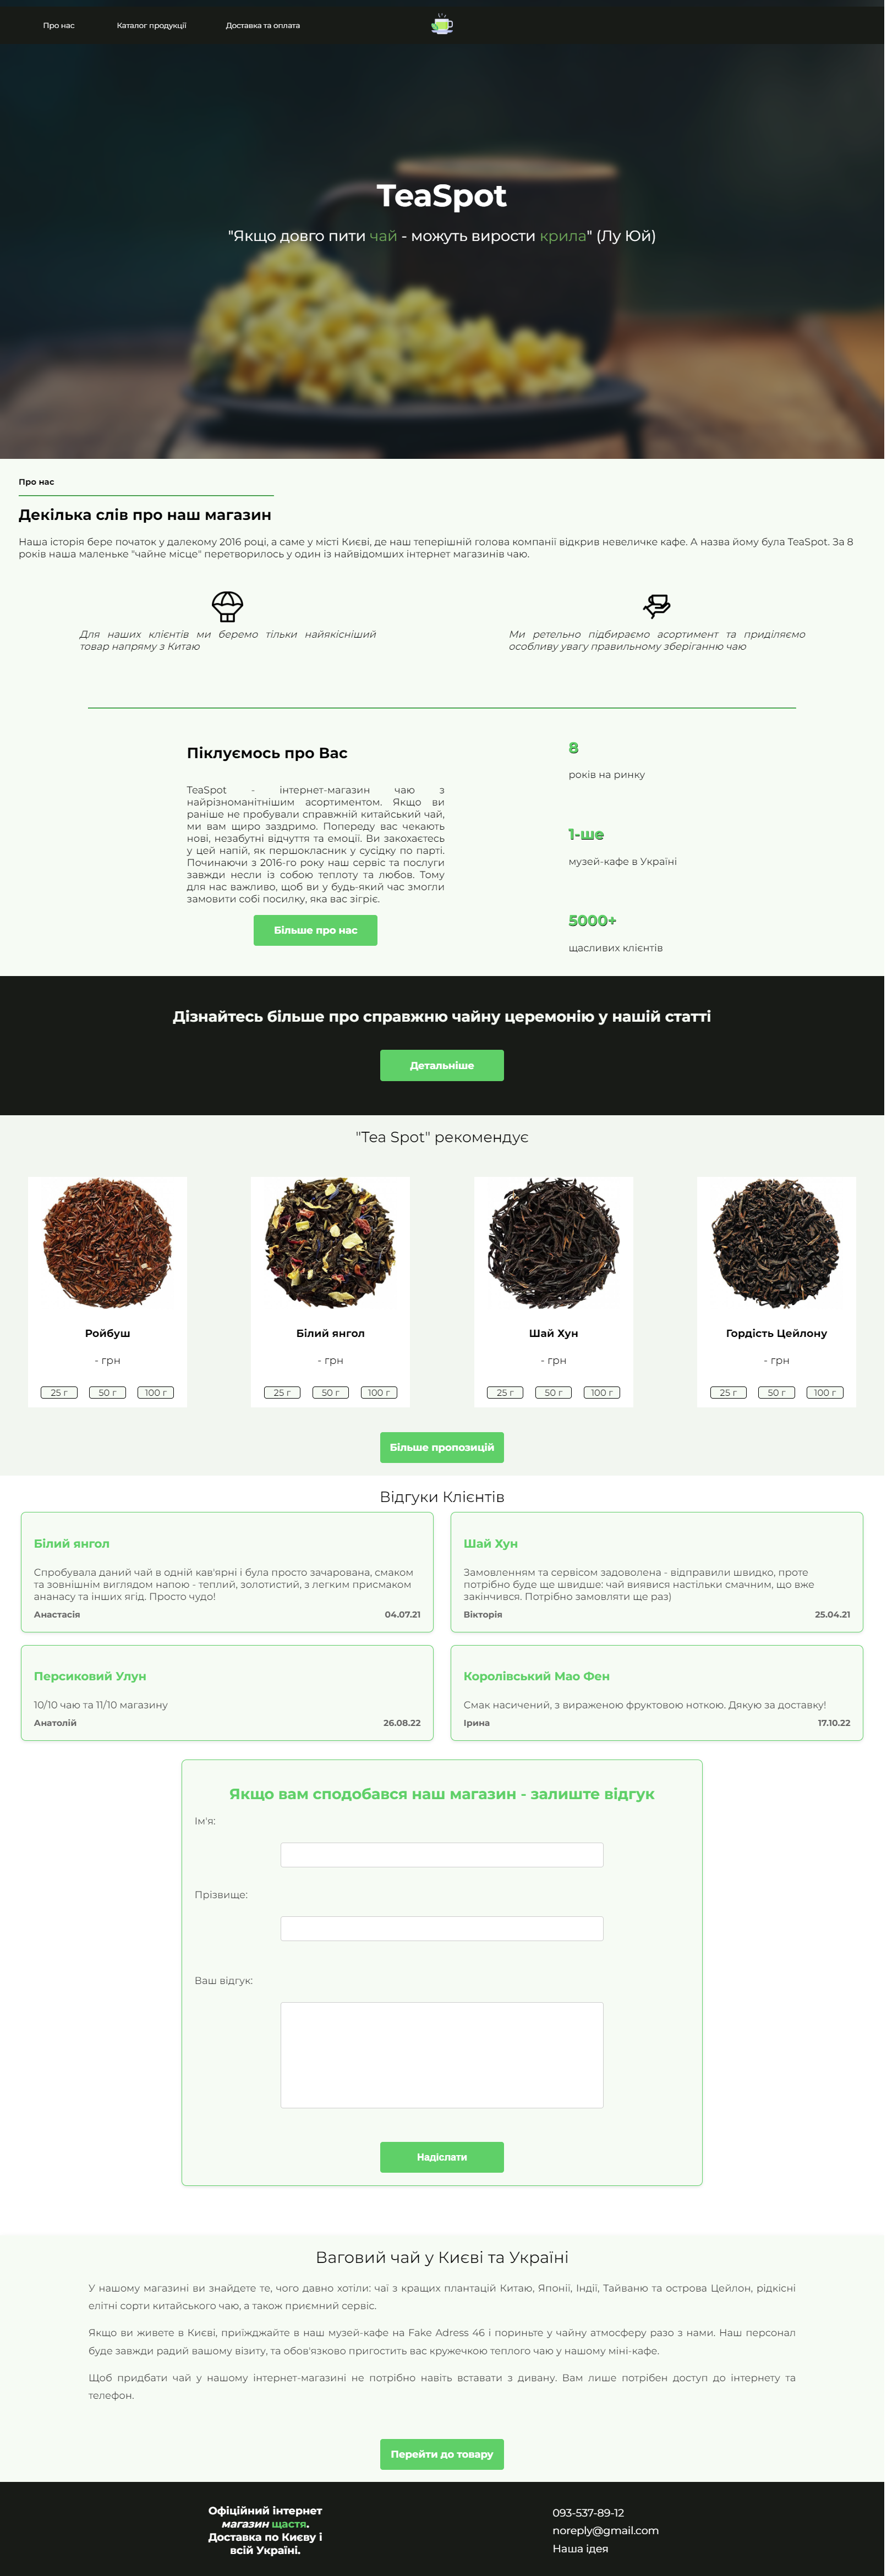 Про нас
Каталог продукції
Доставка та оплата
TeaSpot
"Якщо довго пити чай - можуть вирости крила" (Лу Юй)
Про нас
Декілька слів про наш магазин
Наша історія бере початок у далекому 2016 році, а саме у місті Києві, де наш теперішній голова компанії відкрив невеличке кафе. А назва йому була TeaSpot. За 8
років наша маленьке "чайне місце" перетворилось у один із найвідомших інтернет магазинів чаю.
Для наших клієнтів ми беремо тільки найякісніший
товар напряму з Китаю
Ми ретельно підбираємо асортимент та приділяємо
особливу увагу правильному зберіганню чаю
Піклуємось про Вас
TeaSpot - інтернет-магазин чаю з
найрізноманітнішим асортиментом. Якщо ви
раніше не пробували справжній китайський чай,
ми вам щиро заздримо. Попереду вас чекають
нові, незабутні відчуття та емоції. Ви закохаєтесь
у цей напій, як першокласник у сусідку по парті.
Починаючи з 2016-го року наш сервіс та послуги
завжди несли із собою теплоту та любов. Тому
для нас важливо, щоб ви у будь-який час змогли
замовити собі посилку, яка вас зігріє.
Більше про нас
8
років на ринку
1-ше
музей-кафе в Україні
5000+
щасливих клієнтів
Дізнайтесь більше про справжню чайну церемонію у нашій статті
Детальніше
"Tea Spot" рекомендує
Ройбуш
- грн
25 г
50 г
100 г
Білий янгол
- грн
25 г
50 г
100 г
Шай Хун
- грн
25 г
50 г
100 г
Гордість Цейлону
- грн
25 г
50 г
100 г
Більше пропозицій
Відгуки Клієнтів
Білий янгол
Спробувала даний чай в одній кав'ярні і була просто зачарована, смаком
та зовнішнім виглядом напою - теплий, золотистий, з легким присмаком
ананасу та інших ягід. Просто чудо!
Анастасія
04.07.21
Шай Хун
Замовленням та сервісом задоволена - відправили швидко, проте
потрібно буде ще швидше: чай виявися настільки смачним, що вже
закінчився. Потрібно замовляти ще раз)
Вікторія
25.04.21
Персиковий Улун
10/10 чаю та 11/10 магазину
Анатолій
26.08.22
Королівський Мао Фен
Смак насичений, з вираженою фруктовою ноткою. Дякую за доставку!
Ірина
17.10.22
Якщо вам сподобався наш магазин - залиште відгук
Ім'я:
Прізвище:
Ваш відгук:
Надіслати
Ваговий чай у Києві та Україні
У нашому магазині ви знайдете те, чого давно хотіли: чаї з кращих плантацій Китаю, Японії, Індії, Тайваню та острова Цейлон, рідкісні
елітні сорти китайського чаю, а також приємний сервіс.
Якщо ви живете в Києві, приїжджайте в наш музей-кафе на Fake Adress 46 і пориньте у чайну атмосферу разо з нами. Наш персонал
буде завжди радий вашому візиту, та обов'язково пригостить вас кружечкою теплого чаю у нашому міні-кафе.
Щоб придбати чай у нашому інтернет-магазині не потрібно навіть вставати з дивану. Вам лише потрібен доступ до інтернету та
телефон.
Перейти до товару
Офіційний інтернет
магазин щастя.
Доставка по Києву і
всій Україні.
093-537-89-12
noreply@gmail.com
Наша ідея